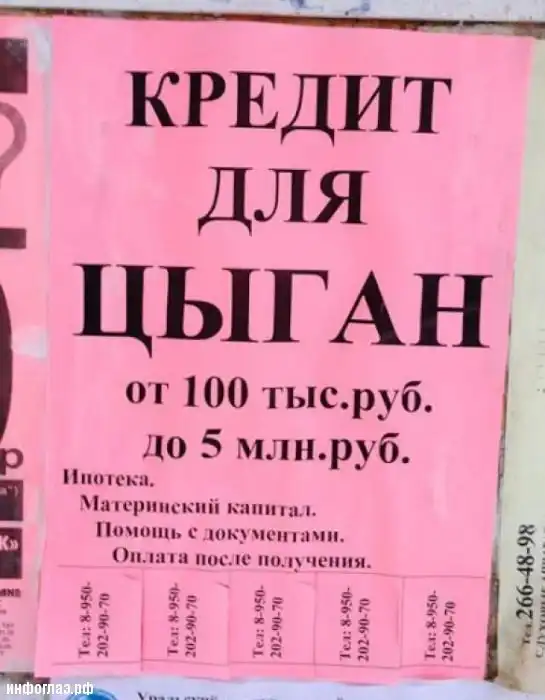 КРЕДИТ
ДЛЯ
ЦЫГАН
от 100 тыс.руб.
до 5 млн.руб.
Ипотека.
Материнский капитал.
Помощь с документами.
Оплата после получения.
Тел: 8-950-
202-90-70
Тел: 8-950-
202-90-70
Тел: 8-950-
202-90-70
Тел: 8-950-
202-90-70
Тел: 8-950-
202-90-70
266-48-98
Уральский
инфоглаз.рф